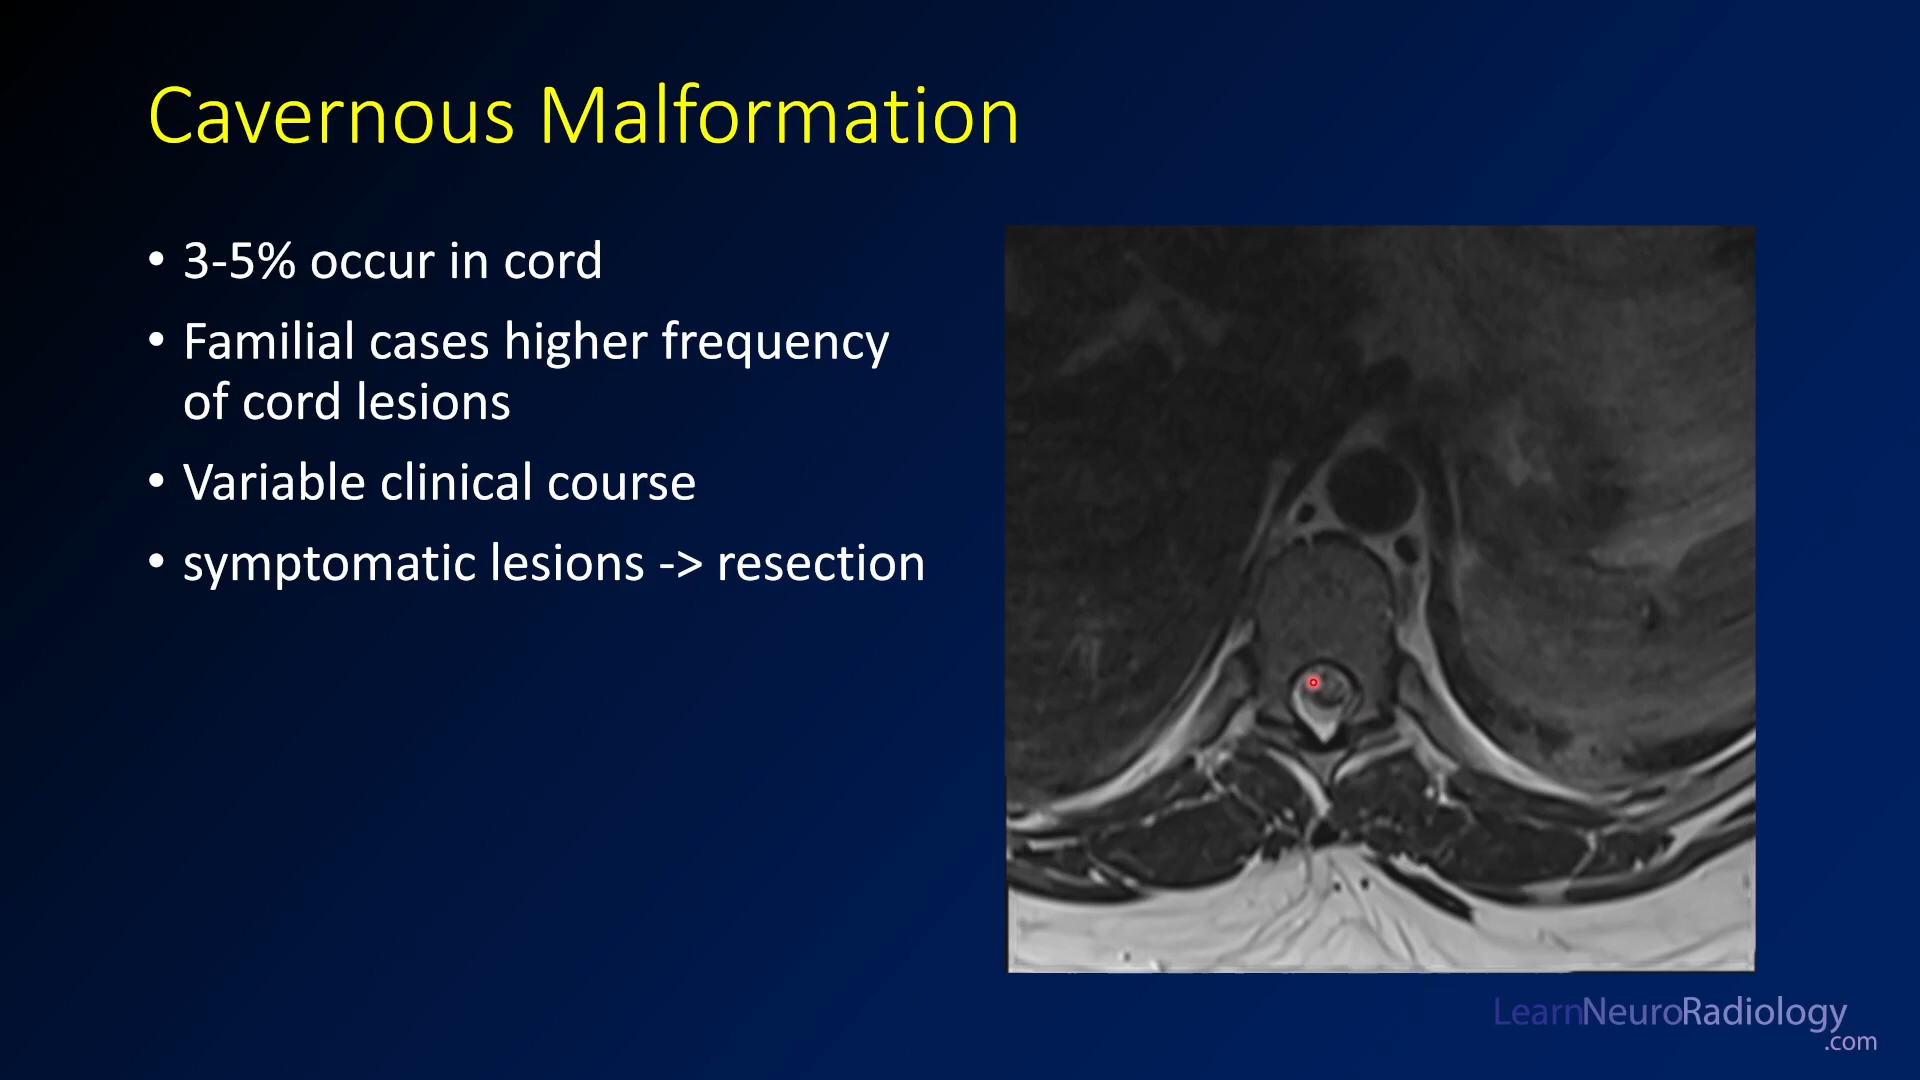 Cavernous Malformation
• 3-5% occur in cord
• Familial cases higher frequency
of cord lesions
• Variable clinical course
• symptomatic lesions -> resection
LearnNeuroRadiology
.com